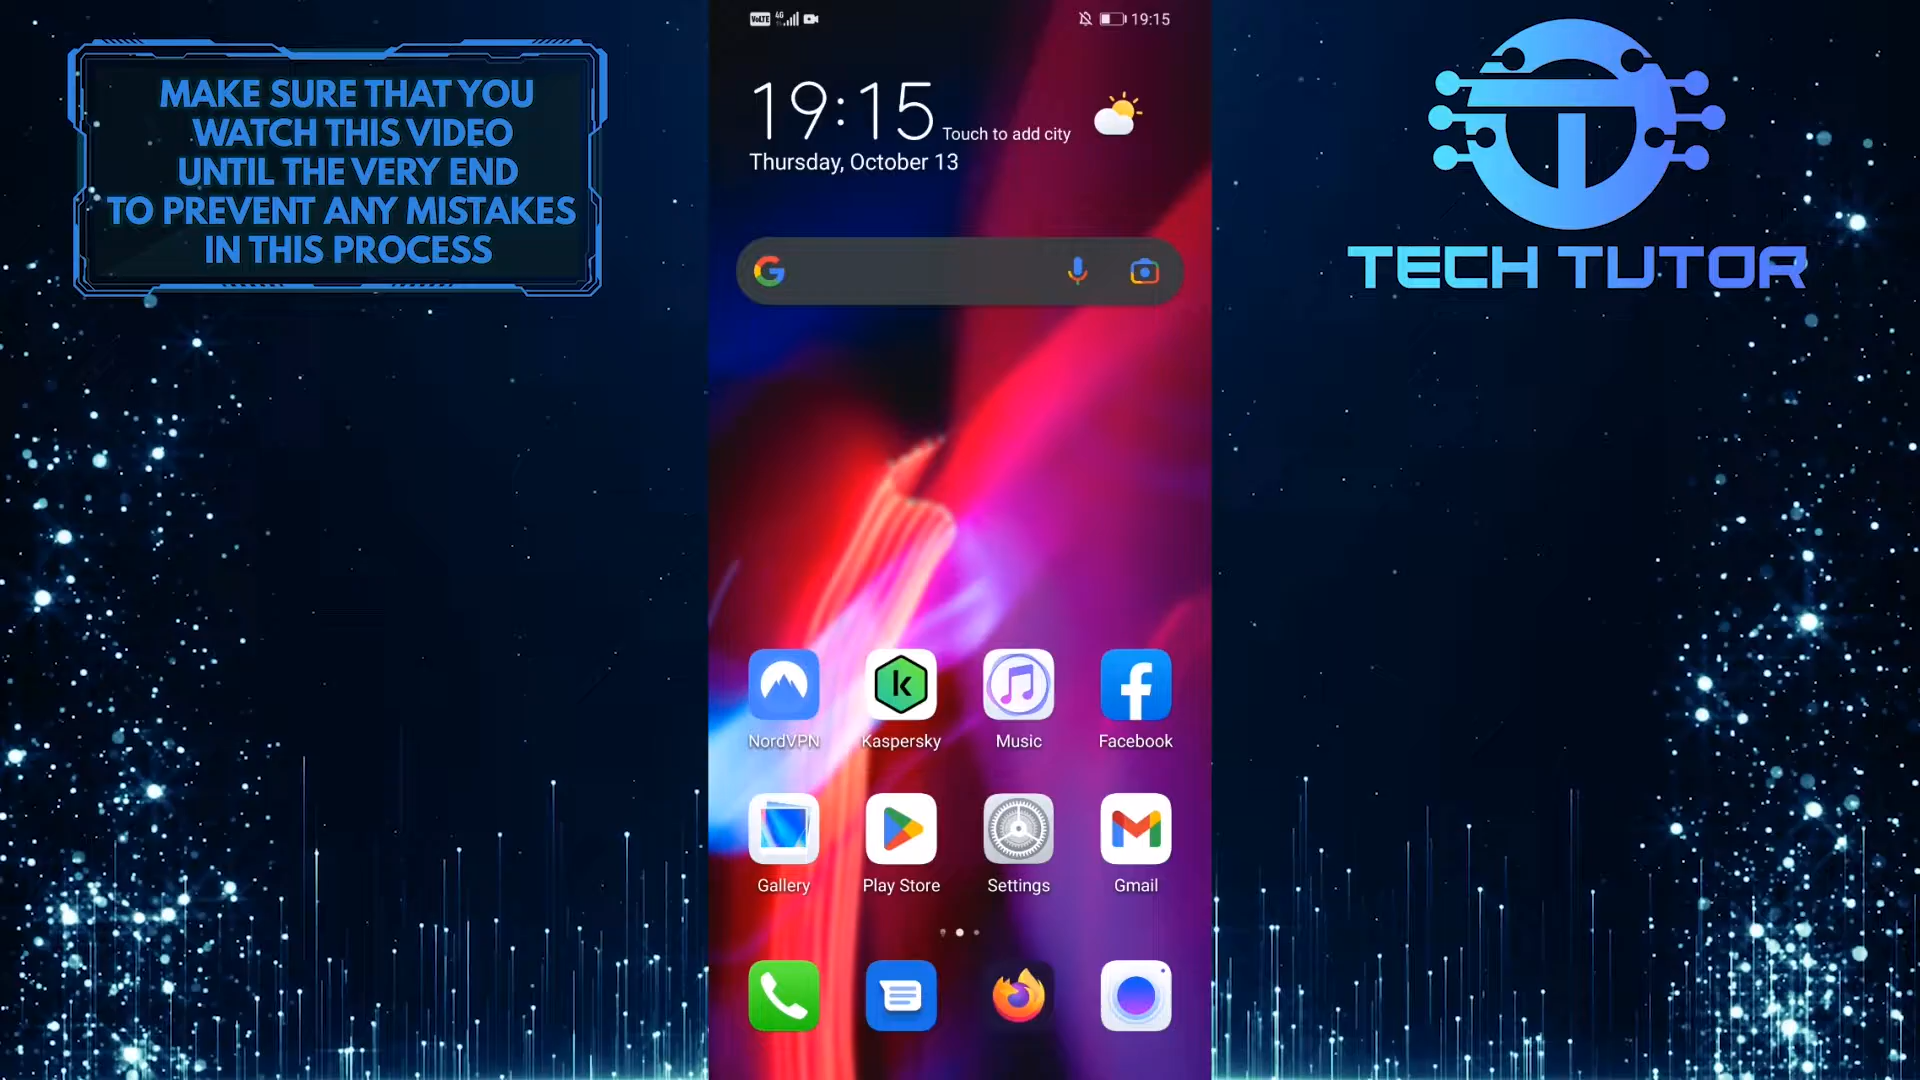 MAKE SURE THAT YOU
WATCH THIS VIDEO
UNTIL THE VERY END
TO PREVENT ANY MISTAKES
IN THIS PROCESS
VoLTE 4G 19:15
19:15 Touch to add city
Thursday, October 13
NordVPN Kaspersky Music Facebook
Gallery Play Store Settings Gmail
TECH TUTOR